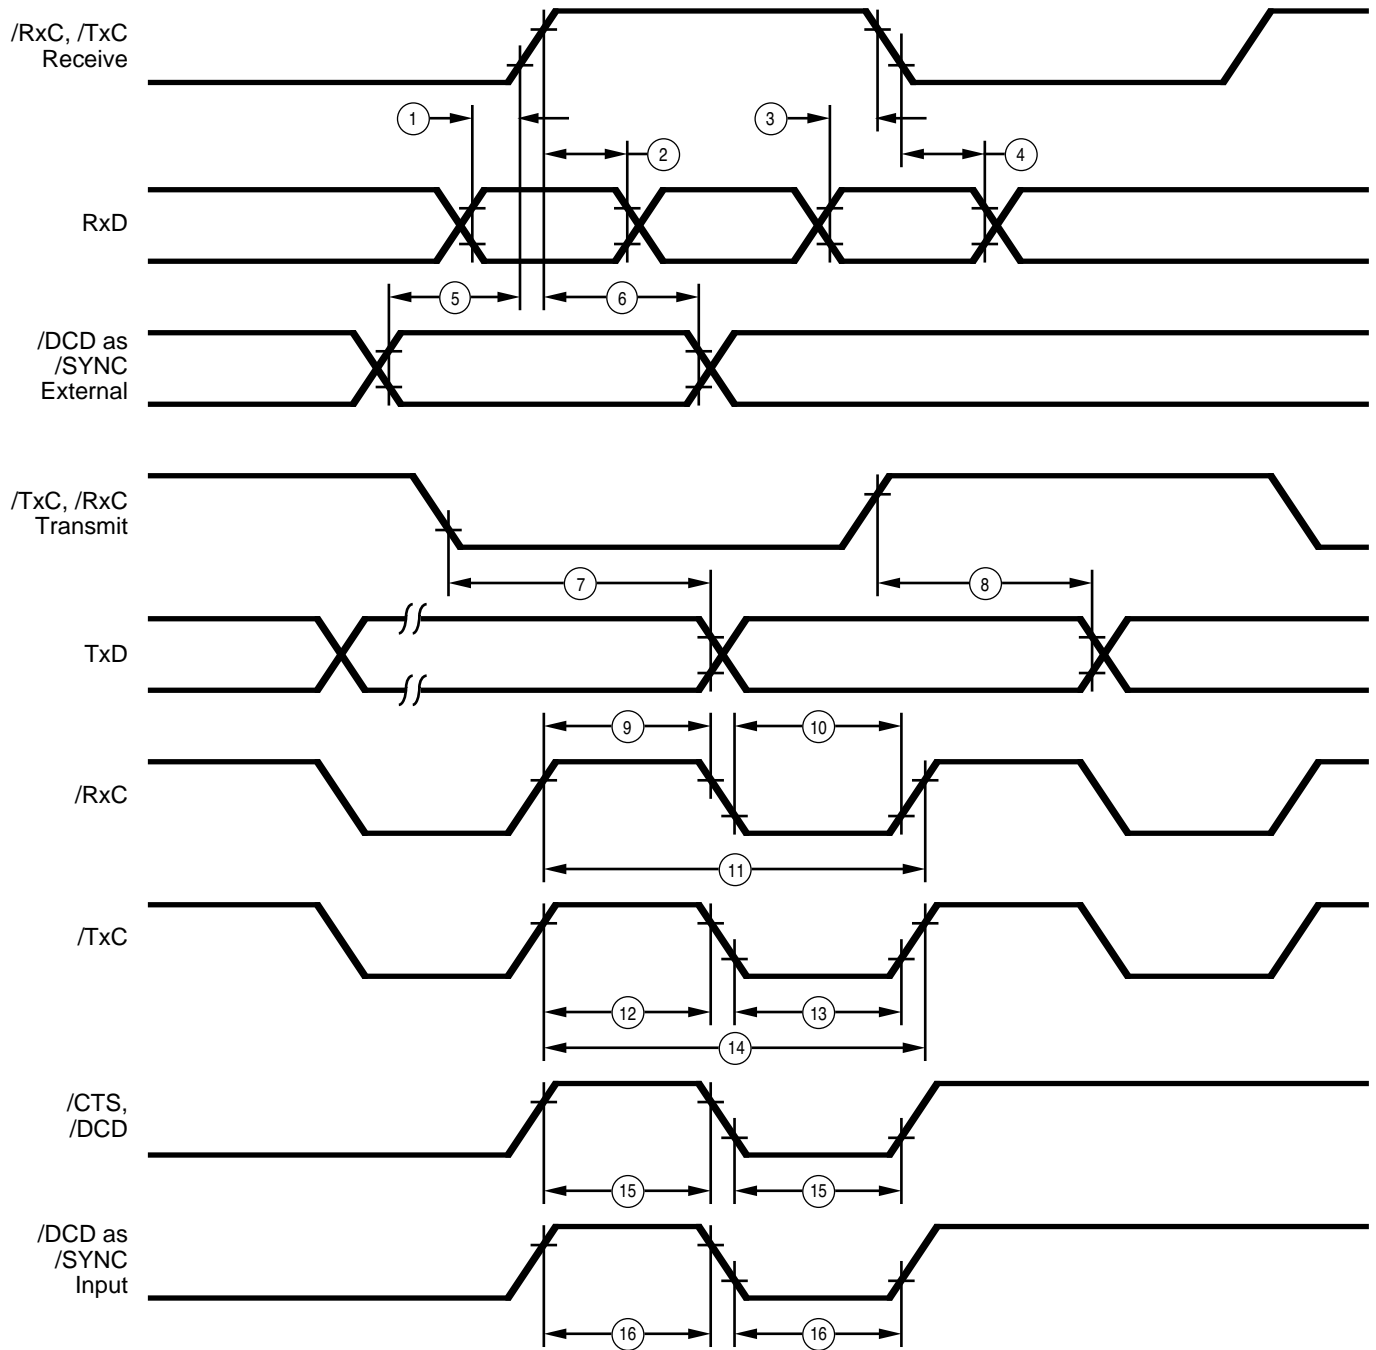 /RxC, /TxC
Receive
1
3
2
4
RxD
5
6
/DCD as
/SYNC
External
/TxC, /RxC
Transmit
7
8
TxD
9
10
/RxC
11
/TxC
12
13
14
/CTS,
/DCD
15
15
/DCD as
/SYNC
Input
16
16